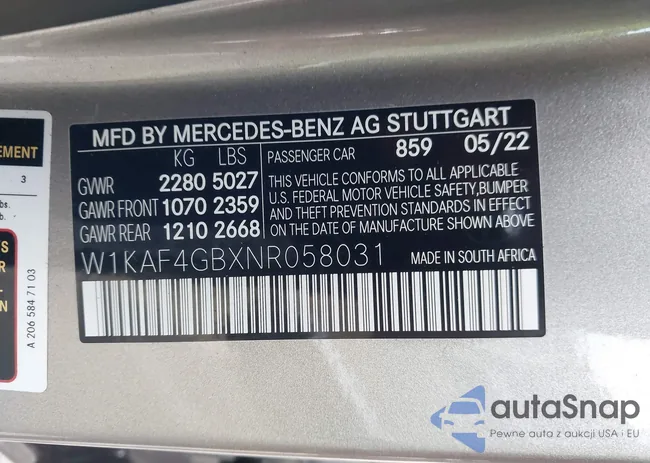 EMENT
3
bs.
S
A 206 584 71 03
MFD BY MERCEDES-BENZ AG STUTTGART
KG LBS
PASSENGER CAR 859 05/22
GVWR 2280 5027
GAWR FRONT 1070 2359
GAWR REAR 1210 2668
THIS VEHICLE CONFORMS TO ALL APPLICABLE
U.S. FEDERAL MOTOR VEHICLE SAFETY,BUMPER
AND THEFT PREVENTION STANDARDS IN EFFECT
ON THE DATE OF MANUFACTURE SHOWN ABOVE
W1KAF4GBXNR058031
MADE IN SOUTH AFRICA
autoSnap
Pewne auta z aukcji USA i EU